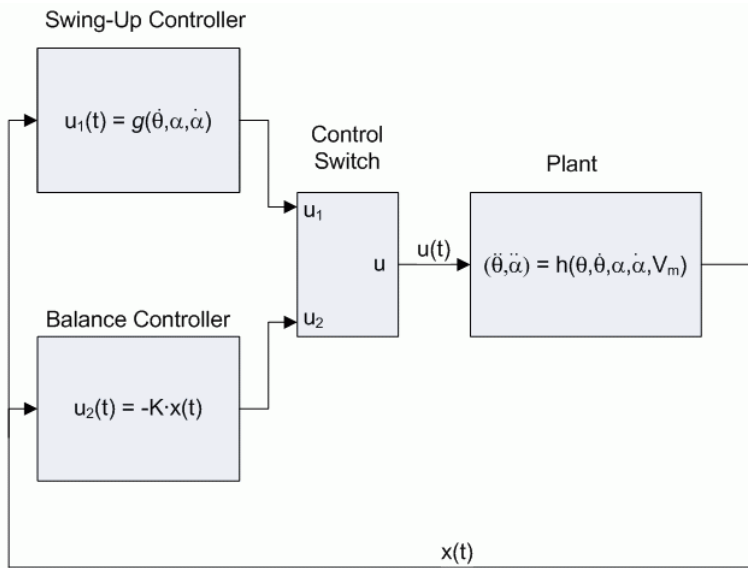 Swing-Up Controller
u₁(t) = g(θ̇,α,α̇)
Control
Switch
Plant
u₁
u
u₂
u(t)
(θ̈,α̈) = h(θ,θ̇,α,α̇,Vₘ)
Balance Controller
u₂(t) = -K·x(t)
x(t)